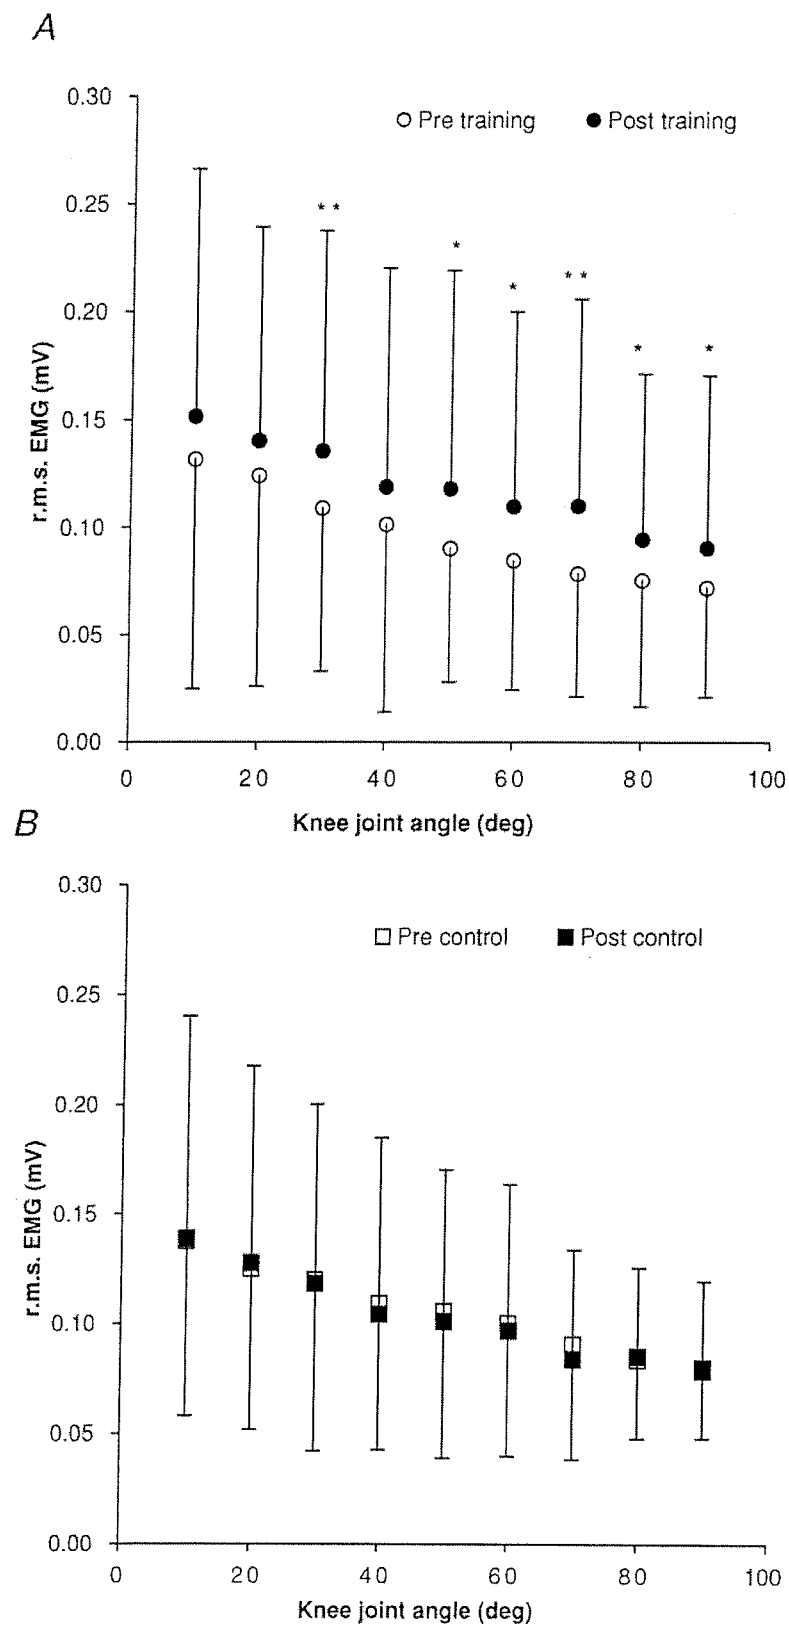 A
0.30
Pre training Post training
0.25
* *
*
*
* *
0.20
*
*
0.15
r.m.s. EMG (mV)
0.10
0.05
0.00
0 20 40 60 80 100
Knee joint angle (deg)
B
0.30
Pre control Post control
0.25
0.20
0.15
r.m.s. EMG (mV)
0.10
0.05
0.00
0 20 40 60 80 100
Knee joint angle (deg)